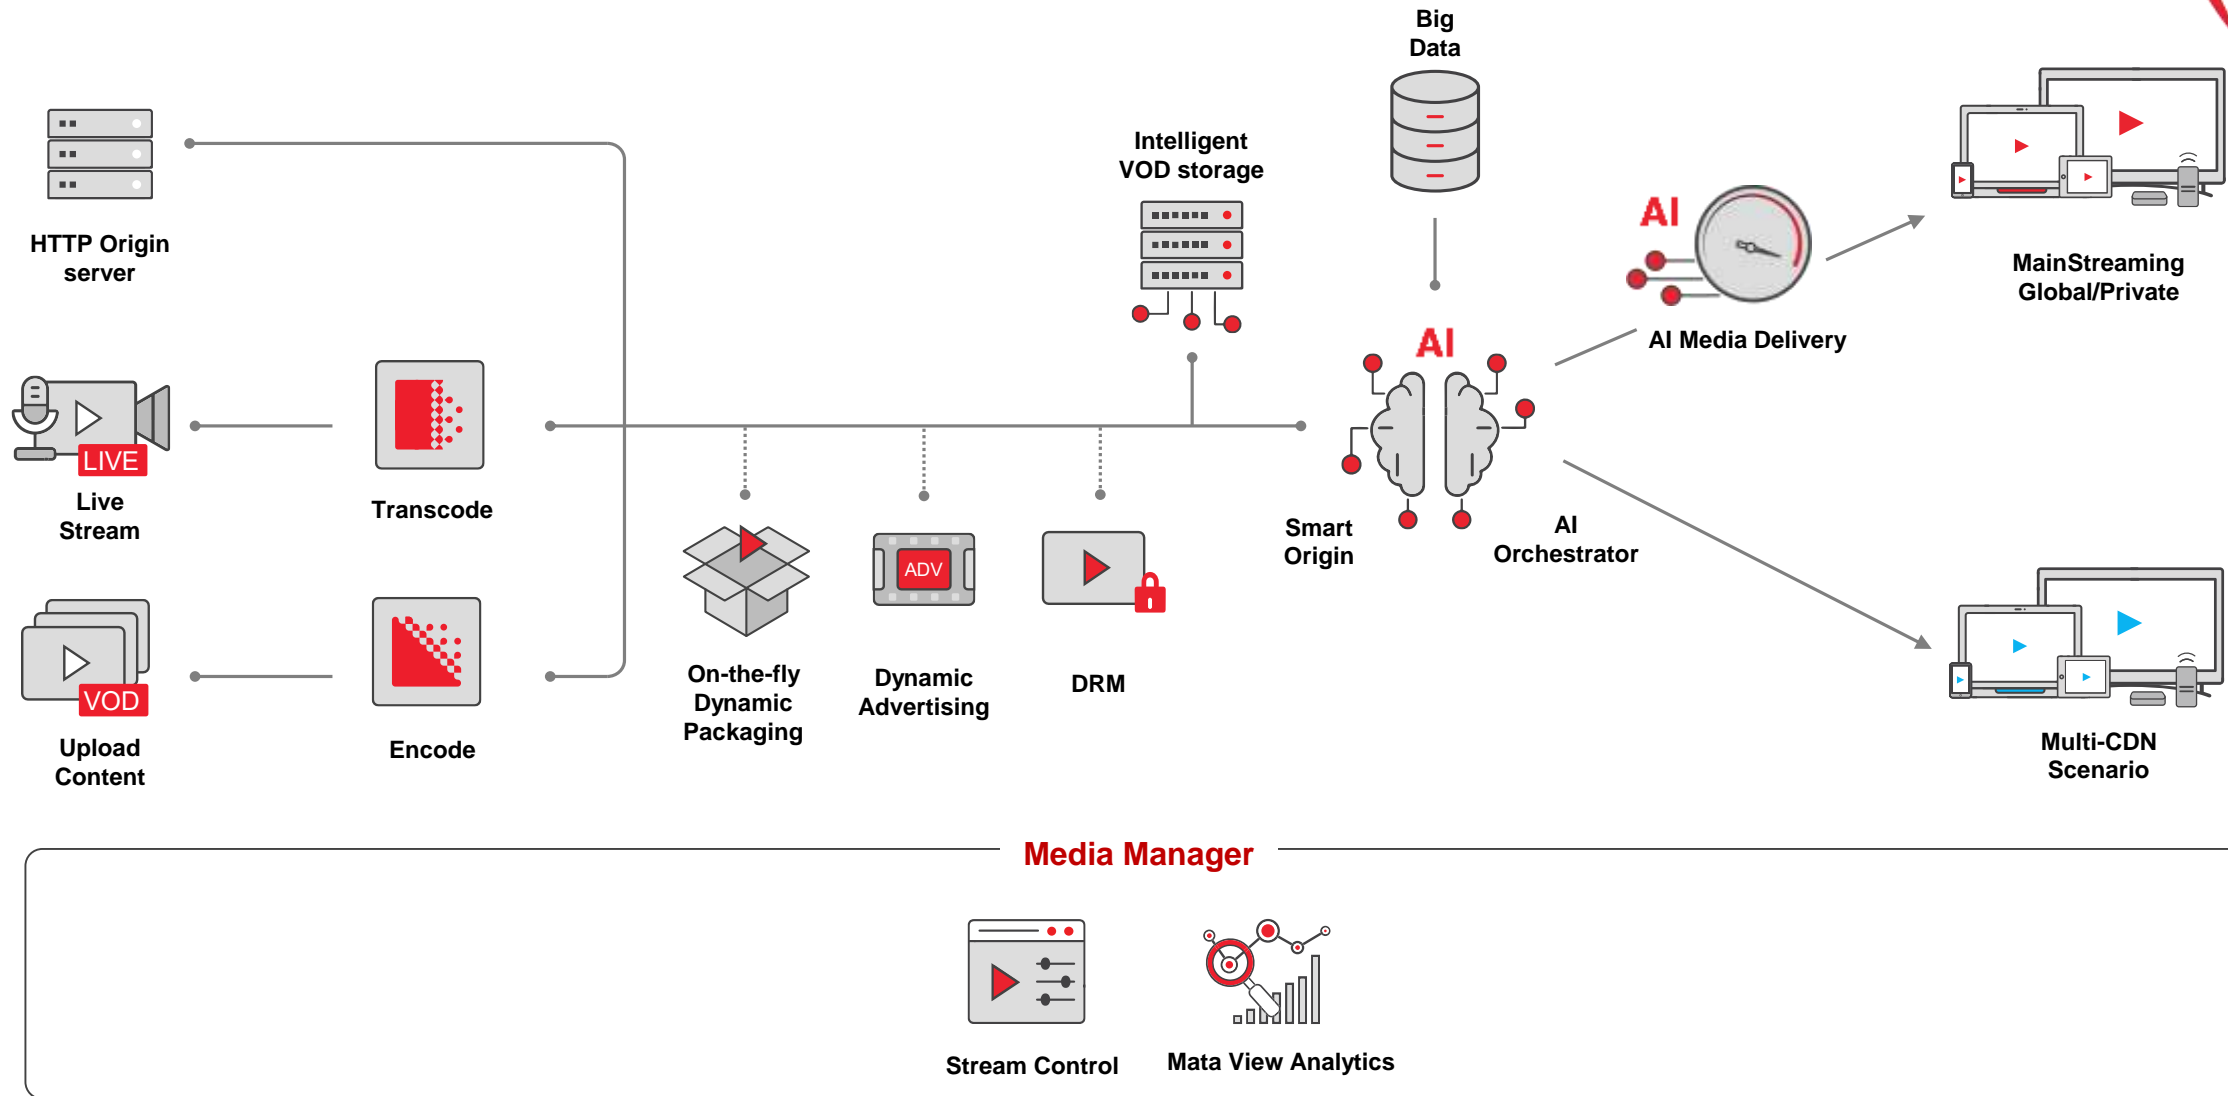 Big
Data
Intelligent
VOD storage
HTTP Origin
server
AI
MainStreaming
Global/Private
AI Media Delivery
AI
LIVE
Live
Stream
Transcode
Smart
Origin
AI
Orchestrator
ADV
VOD
Upload
Content
Encode
On-the-fly
Dynamic
Packaging
Dynamic
Advertising
DRM
Multi-CDN
Scenario
Media Manager
Stream Control
Mata View Analytics